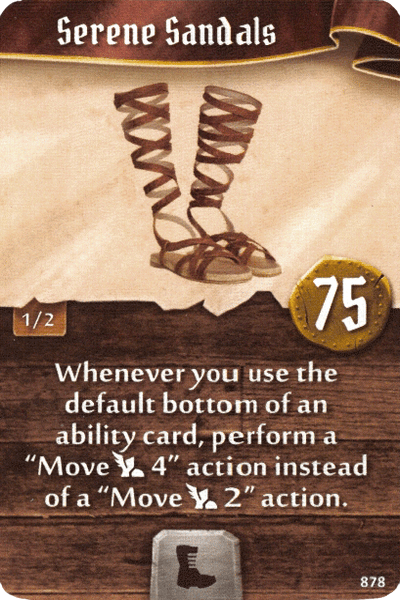 Serene Sandals
75
1/2
Whenever you use the
default bottom of an
ability card, perform a
“Move 4” action instead
of a “Move 2” action.
878